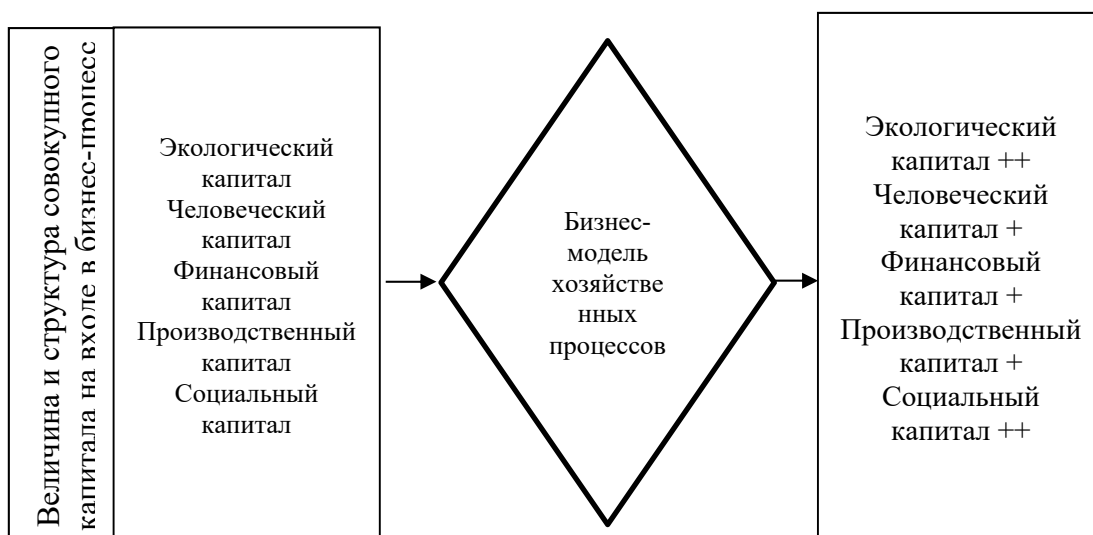 Величина и структура совокупного
капитала на входе в бизнес-процесс
Экологический
капитал
Человеческий
капитал
Финансовый
капитал
Производственный
капитал
Социальный
капитал
Бизнес-
модель
хозяйстве
нных
процессов
Экологический
капитал ++
Человеческий
капитал +
Финансовый
капитал +
Производственный
капитал +
Социальный
капитал ++